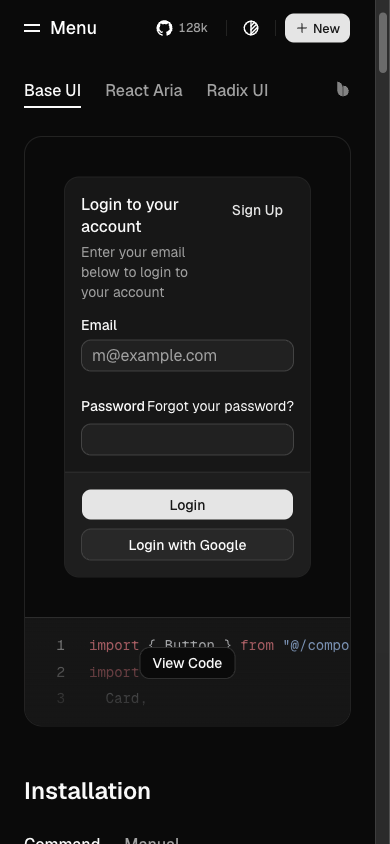 Menu 128k + New
Base UI React Aria Radix UI
Login to your
account
Sign Up
Enter your email
below to login to
your account
Email
m@example.com
Password Forgot your password?
Login
Login with Google
1 import { Button } from "@/compo
2 import
View Code
3 Card,
Installation
Command Manual